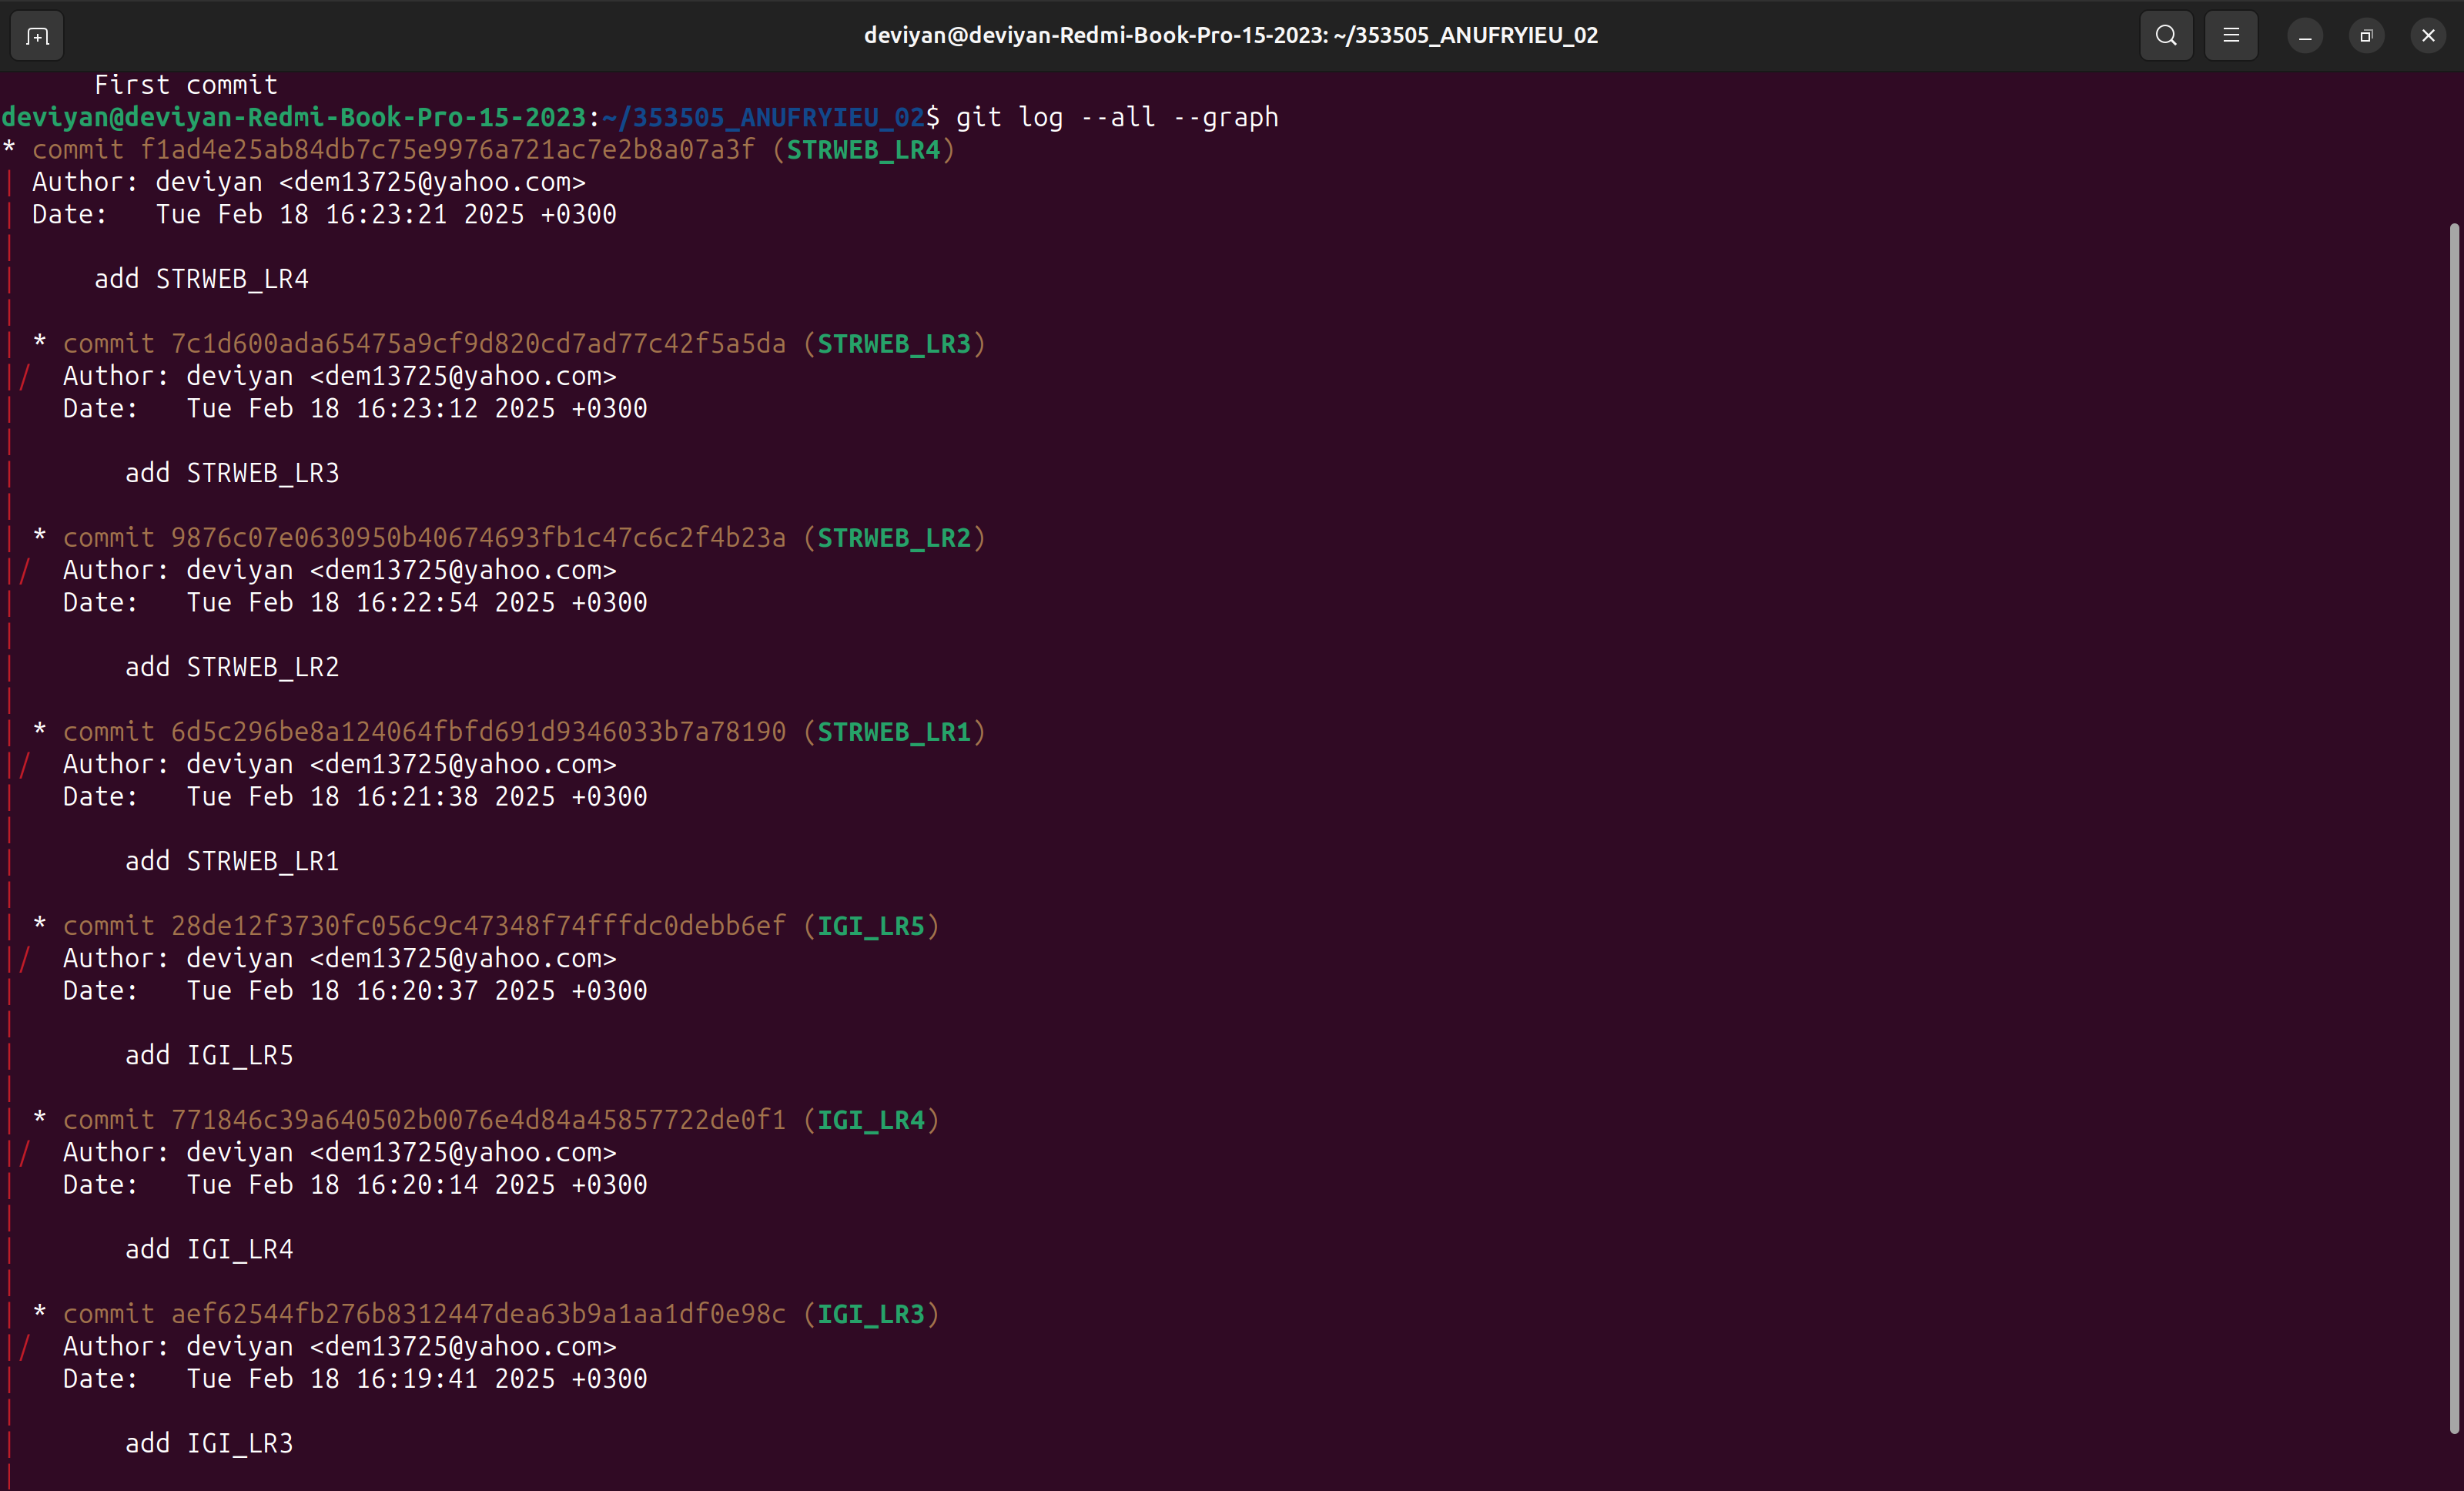 deviyan@deviyan-Redmi-Book-Pro-15-2023: ~/353505_ANUFRYIEU_02
First commit
deviyan@deviyan-Redmi-Book-Pro-15-2023:~/353505_ANUFRYIEU_02$ git log --all --graph
* commit f1ad4e25ab84db7c75e9976a721ac7e2b8a07a3f (STRWEB_LR4)
| Author: deviyan <dem13725@yahoo.com>
| Date:   Tue Feb 18 16:23:21 2025 +0300
|
|     add STRWEB_LR4
|
| * commit 7c1d600ada65475a9cf9d820cd7ad77c42f5a5da (STRWEB_LR3)
|/  Author: deviyan <dem13725@yahoo.com>
|   Date:   Tue Feb 18 16:23:12 2025 +0300
|
|       add STRWEB_LR3
|
| * commit 9876c07e0630950b40674693fb1c47c6c2f4b23a (STRWEB_LR2)
|/  Author: deviyan <dem13725@yahoo.com>
|   Date:   Tue Feb 18 16:22:54 2025 +0300
|
|       add STRWEB_LR2
|
| * commit 6d5c296be8a124064fbfd691d9346033b7a78190 (STRWEB_LR1)
|/  Author: deviyan <dem13725@yahoo.com>
|   Date:   Tue Feb 18 16:21:38 2025 +0300
|
|       add STRWEB_LR1
|
| * commit 28de12f3730fc056c9c47348f74fffdc0debb6ef (IGI_LR5)
|/  Author: deviyan <dem13725@yahoo.com>
|   Date:   Tue Feb 18 16:20:37 2025 +0300
|
|       add IGI_LR5
|
| * commit 771846c39a640502b0076e4d84a45857722de0f1 (IGI_LR4)
|/  Author: deviyan <dem13725@yahoo.com>
|   Date:   Tue Feb 18 16:20:14 2025 +0300
|
|       add IGI_LR4
|
| * commit aef62544fb276b8312447dea63b9a1aa1df0e98c (IGI_LR3)
|/  Author: deviyan <dem13725@yahoo.com>
|   Date:   Tue Feb 18 16:19:41 2025 +0300
|
|       add IGI_LR3
|